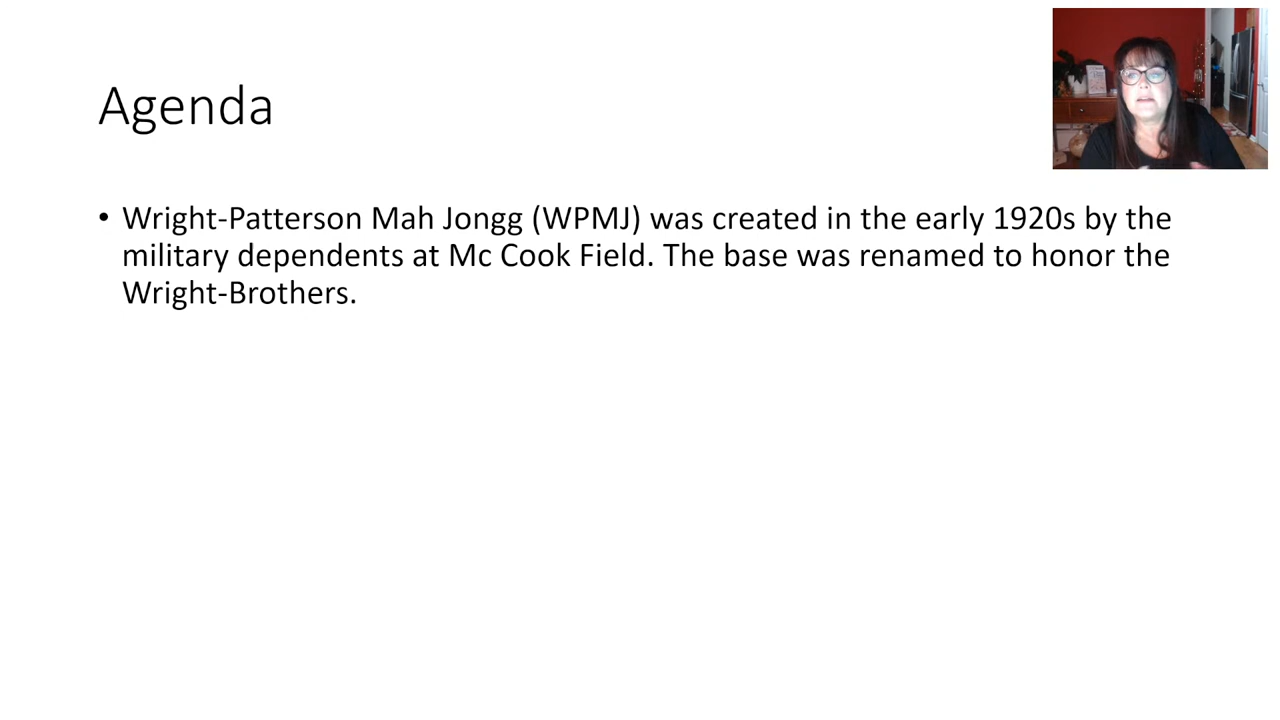 Agenda
• Wright-Patterson Mah Jongg (WPMJ) was created in the early 1920s by the
military dependents at Mc Cook Field. The base was renamed to honor the
Wright-Brothers.